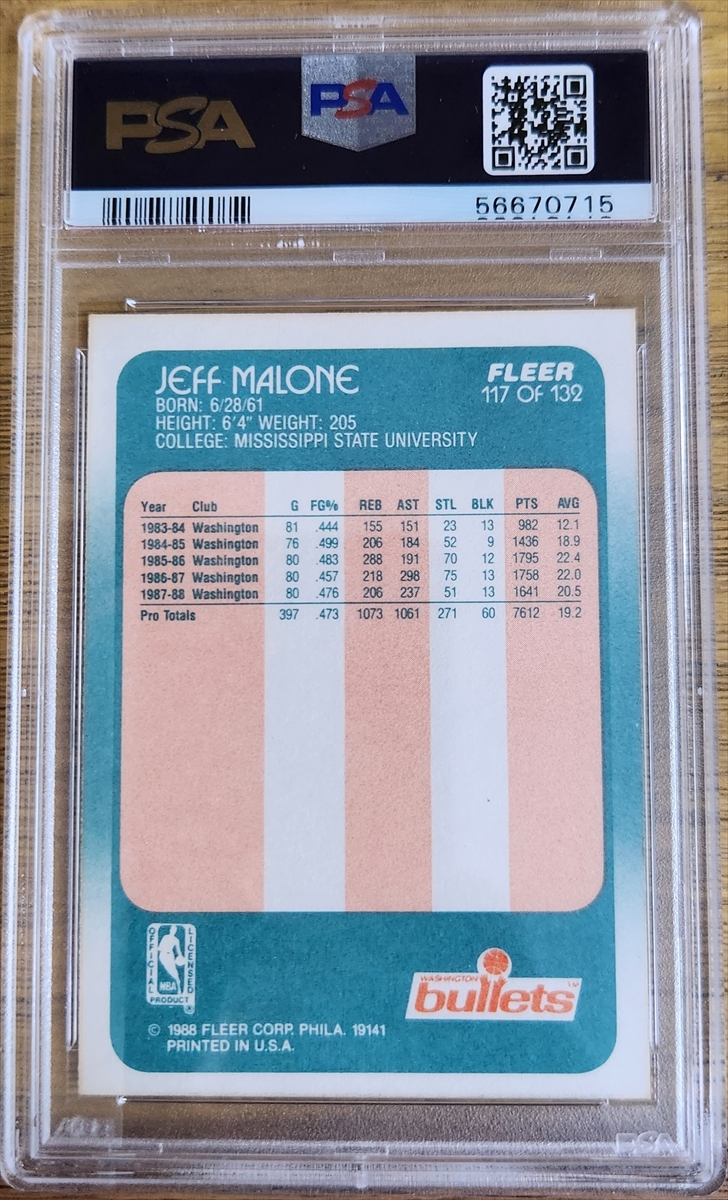 PSA PSA
56670715
JEFF MALONE
BORN: 6/28/61
HEIGHT: 6'4" WEIGHT: 205
COLLEGE: MISSISSIPPI STATE UNIVERSITY
FLEER
117 OF 132
Year Club G FG% REB AST STL BLK PTS AVG
1983-84 Washington 81 .444 155 151 23 13 982 12.1
1984-85 Washington 76 .499 206 184 52 9 1436 18.9
1985-86 Washington 80 .483 288 191 70 12 1795 22.4
1986-87 Washington 80 .457 218 298 75 13 1758 22.0
1987-88 Washington 80 .476 206 237 51 13 1641 20.5
Pro Totals 397 .473 1073 1061 271 60 7612 19.2
OFFICIAL
LICENSED
NBA
PRODUCT
®
WASHINGTON
bullets
TM
© 1988 FLEER CORP. PHILA. 19141
PRINTED IN U.S.A.
PSA